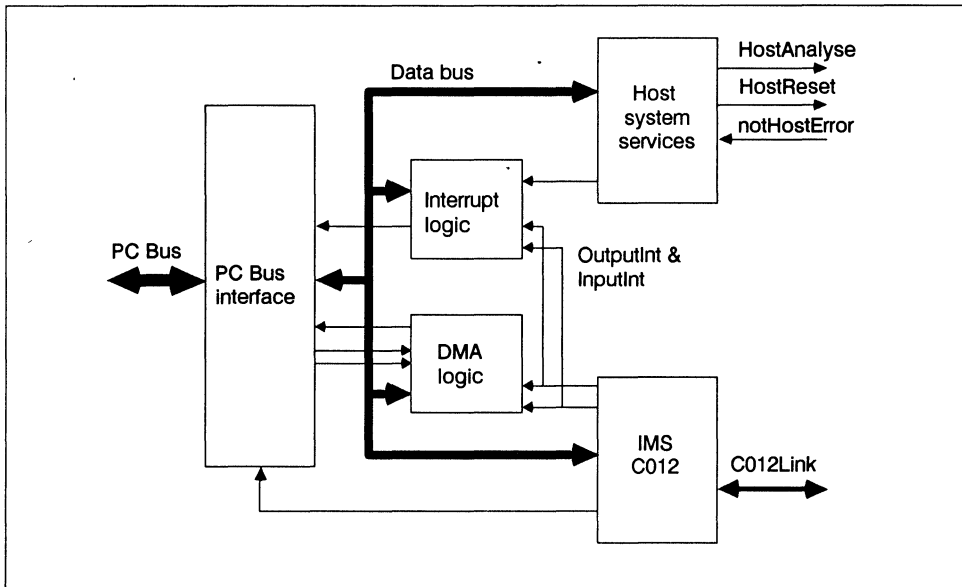 HostAnalyse
Data bus
HostReset
Host
system
services
notHostError
Interrupt
logic
OutputInt &
InputInt
PC Bus
PC Bus
interface
DMA
logic
IMS
C012
C012Link